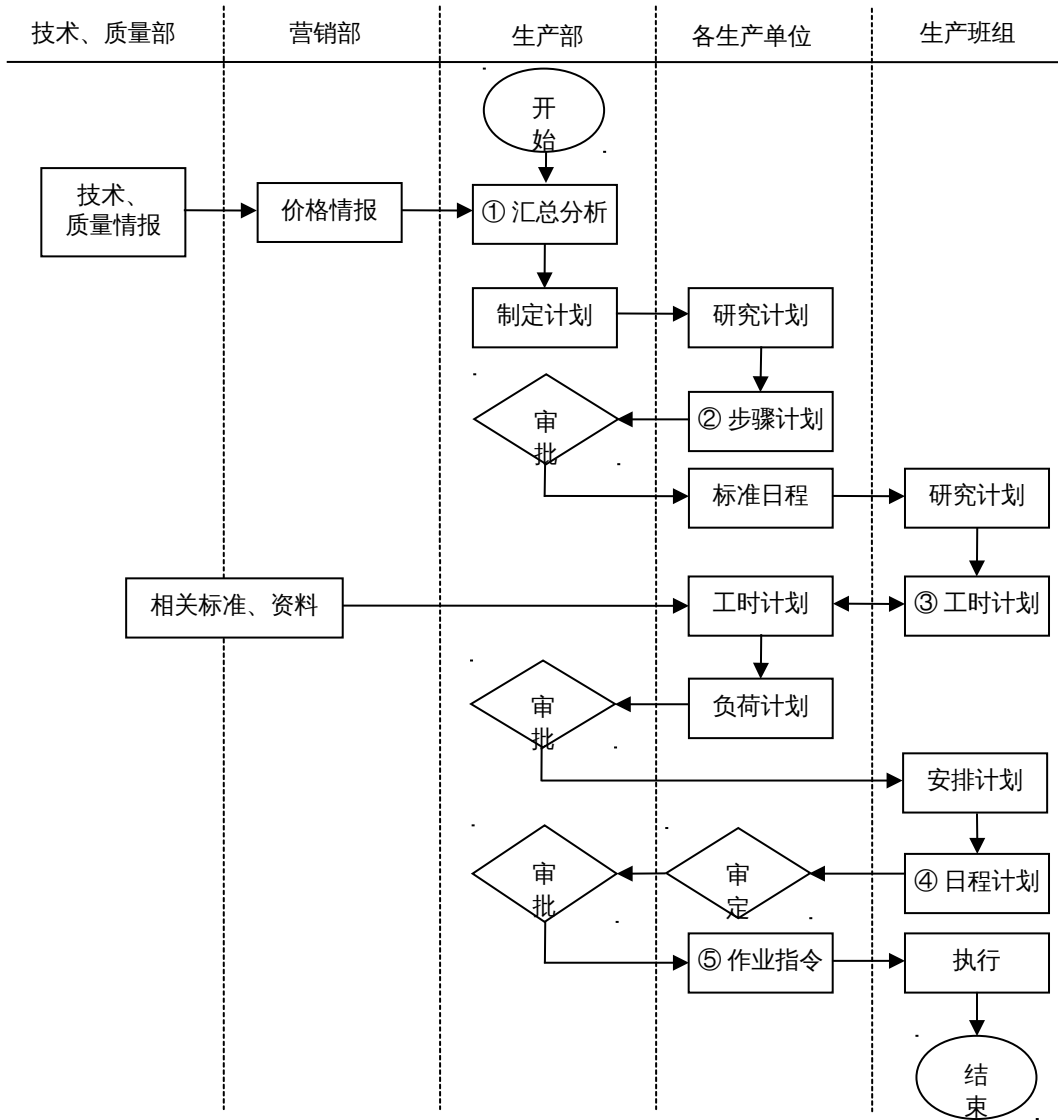 技术、质量部
营销部
生产部
各生产单位
生产班组
开
始
技术、
质量情报
价格情报
① 汇总分析
制定计划
研究计划
审
批
② 步骤计划
标准日程
研究计划
相关标准、资料
工时计划
③ 工时计划
审
批
负荷计划
安排计划
审
批
审
定
④ 日程计划
⑤ 作业指令
执行
结
束